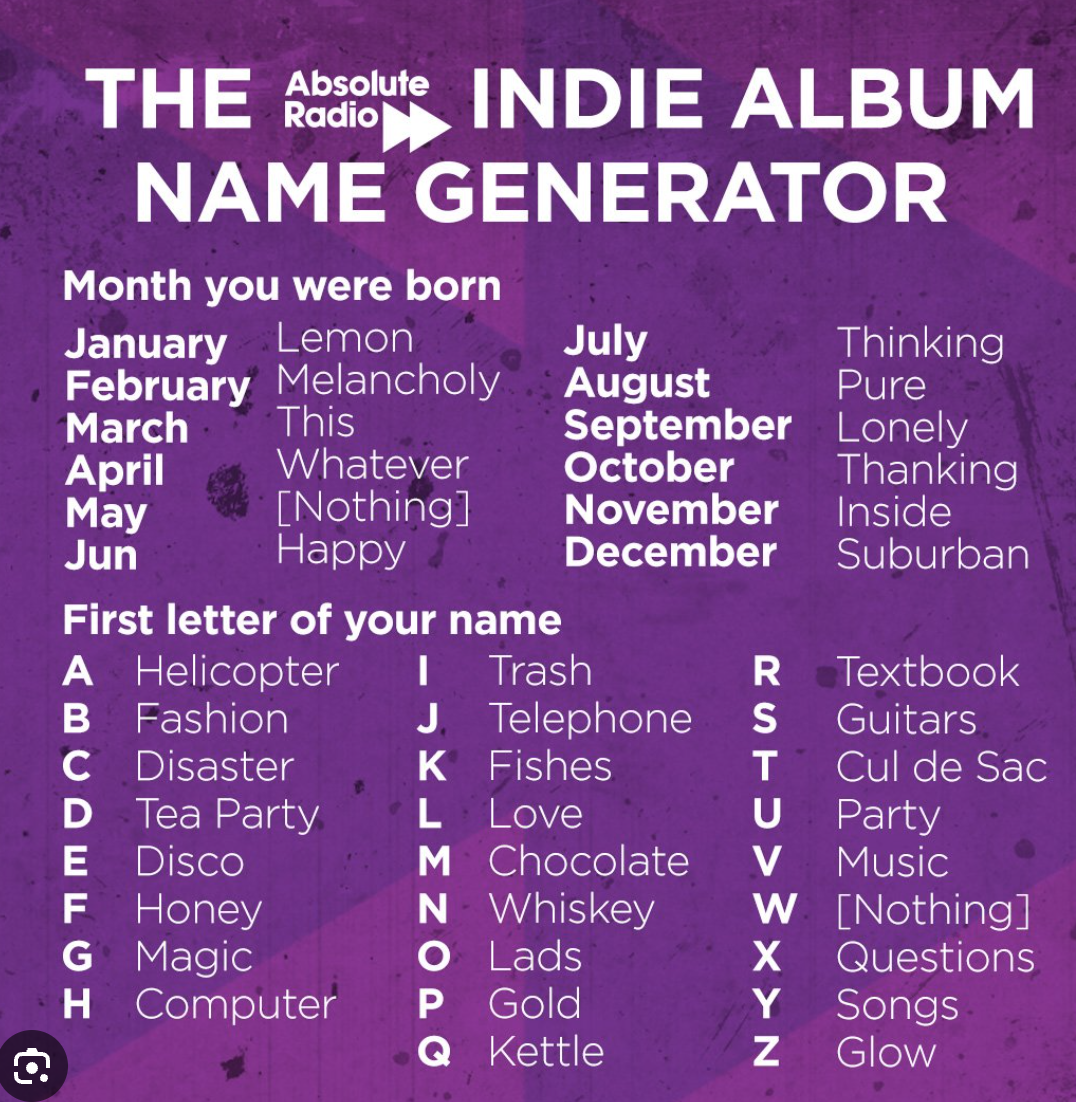 THE Absolute Radio INDIE ALBUM
NAME GENERATOR
Month you were born
January Lemon July Thinking
February Melancholy August Pure
March This September Lonely
April Whatever October Thanking
May [Nothing] November Inside
Jun Happy December Suburban
First letter of your name
A Helicopter I Trash R Textbook
B Fashion J Telephone S Guitars
C Disaster K Fishes T Cul de Sac
D Tea Party L Love U Party
E Disco M Chocolate V Music
F Honey N Whiskey W [Nothing]
G Magic O Lads X Questions
H Computer P Gold Y Songs
Q Kettle Z Glow